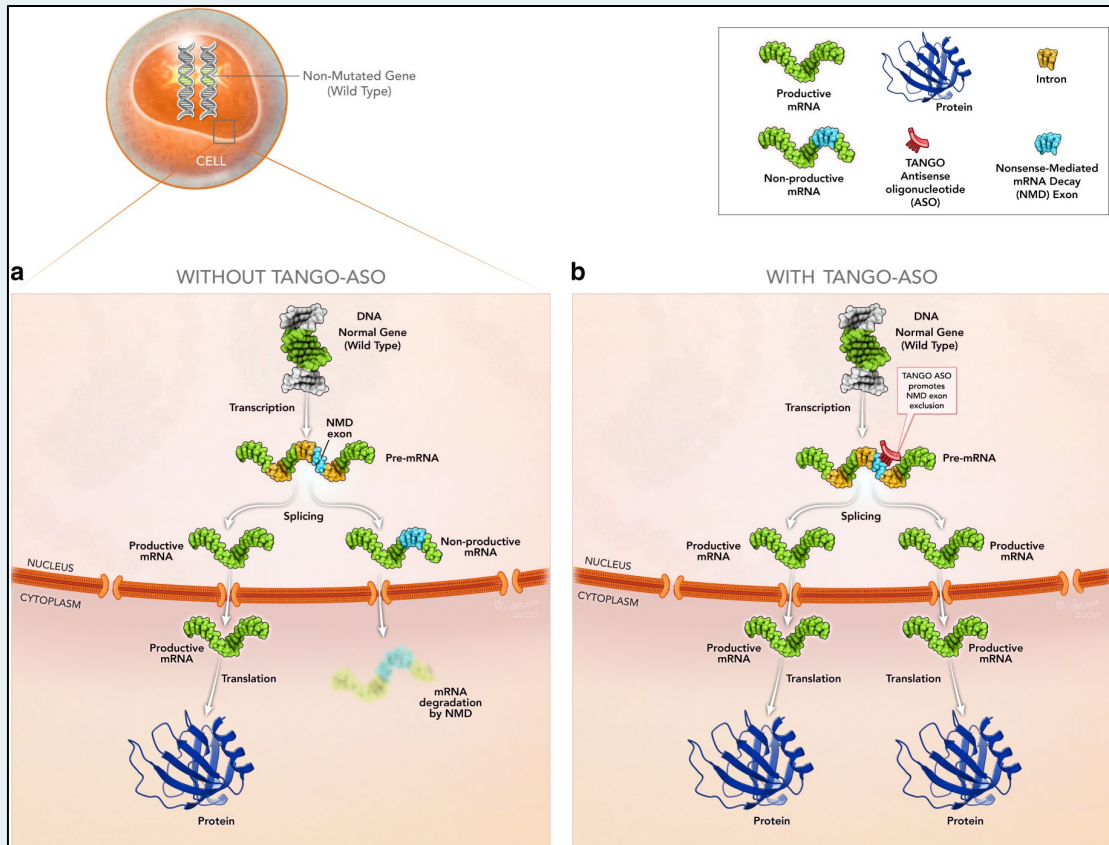 Non-Mutated Gene
(Wild Type)
CELL
Productive
mRNA
Protein
Intron
Non-productive
mRNA
TANGO
Antisense
oligonucleotide
(ASO)
Nonsense-Mediated
mRNA Decay
(NMD) Exon
a
WITHOUT TANGO-ASO
DNA
Normal Gene
(Wild Type)
Transcription
NMD
exon
Pre-mRNA
Splicing
Productive
mRNA
Non-productive
mRNA
NUCLEUS
CYTOPLASM
Productive
mRNA
Translation
mRNA
degradation
by NMD
Protein
b
WITH TANGO-ASO
DNA
Normal Gene
(Wild Type)
TANGO ASO
promotes
NMD exon
exclusion
Transcription
Pre-mRNA
Splicing
Productive
mRNA
Productive
mRNA
NUCLEUS
CYTOPLASM
Productive
mRNA
Productive
mRNA
Translation
Translation
Protein
Protein